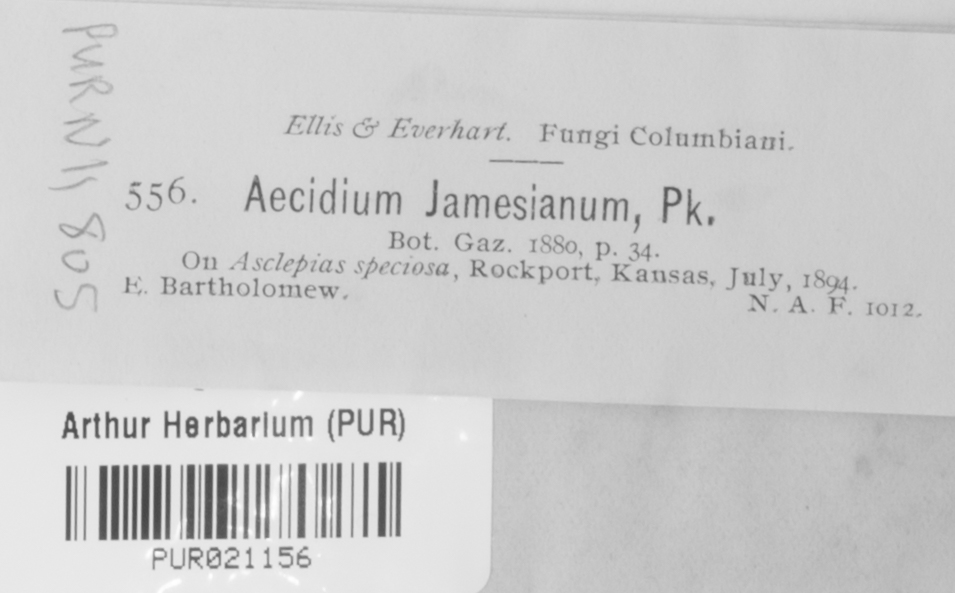 PURN11805
Ellis & Everhart. Fungi Columbiani.
556. Aecidium Jamesianum, Pk.
Bot. Gaz. 1880, p. 34.
On Asclepias speciosa, Rockport, Kansas, July, 1894.
E. Bartholomew.
N. A. F. 1012.
Arthur Herbarium (PUR)
PUR021156